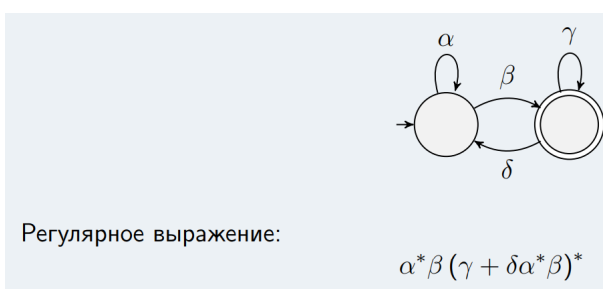 α
γ
β
δ
Регулярное выражение:
α*β (γ + δα*β)*